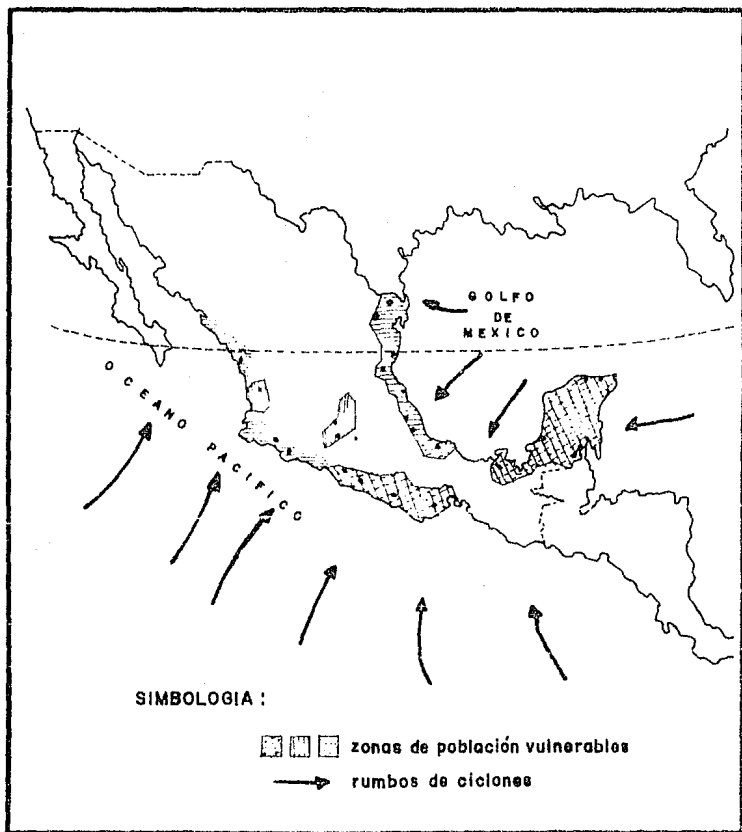 GOLFO
DE
MEXICO
OCEANO PACIFICO
SIMBOLOGIA :
zonas de población vulnerables
rumbos de ciclones